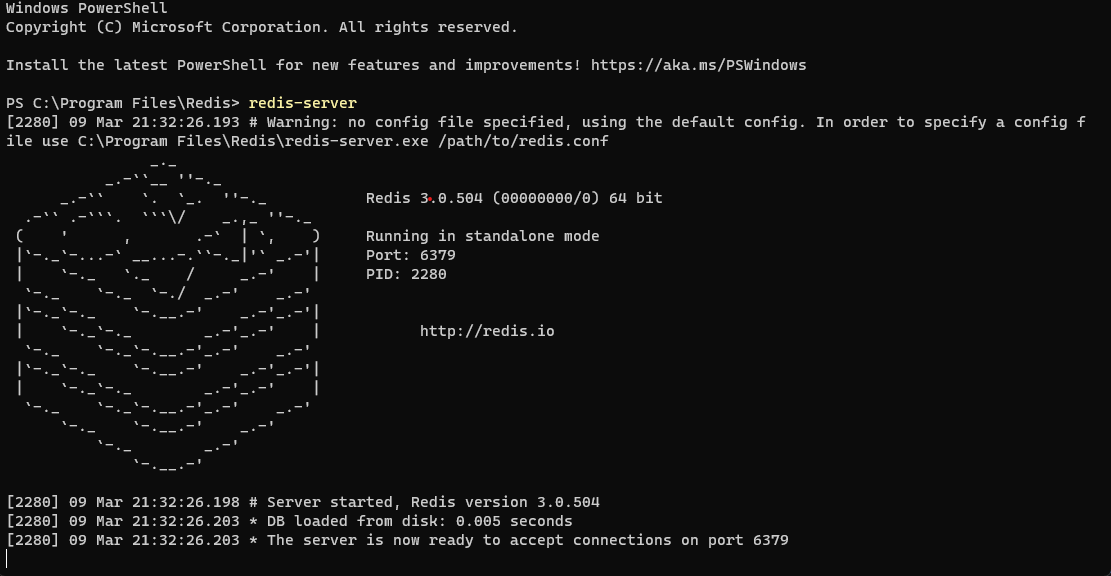 Windows PowerShell
Copyright (C) Microsoft Corporation. All rights reserved.
Install the latest PowerShell for new features and improvements! https://aka.ms/PSWindows
PS C:\Program Files\Redis> redis-server
[2280] 09 Mar 21:32:26.193 # Warning: no config file specified, using the default config. In order to specify a config f
ile use C:\Program Files\Redis\redis-server.exe /path/to/redis.conf
Redis 3.0.504 (00000000/0) 64 bit
Running in standalone mode
Port: 6379
PID: 2280
http://redis.io
[2280] 09 Mar 21:32:26.198 # Server started, Redis version 3.0.504
[2280] 09 Mar 21:32:26.203 * DB loaded from disk: 0.005 seconds
[2280] 09 Mar 21:32:26.203 * The server is now ready to accept connections on port 6379